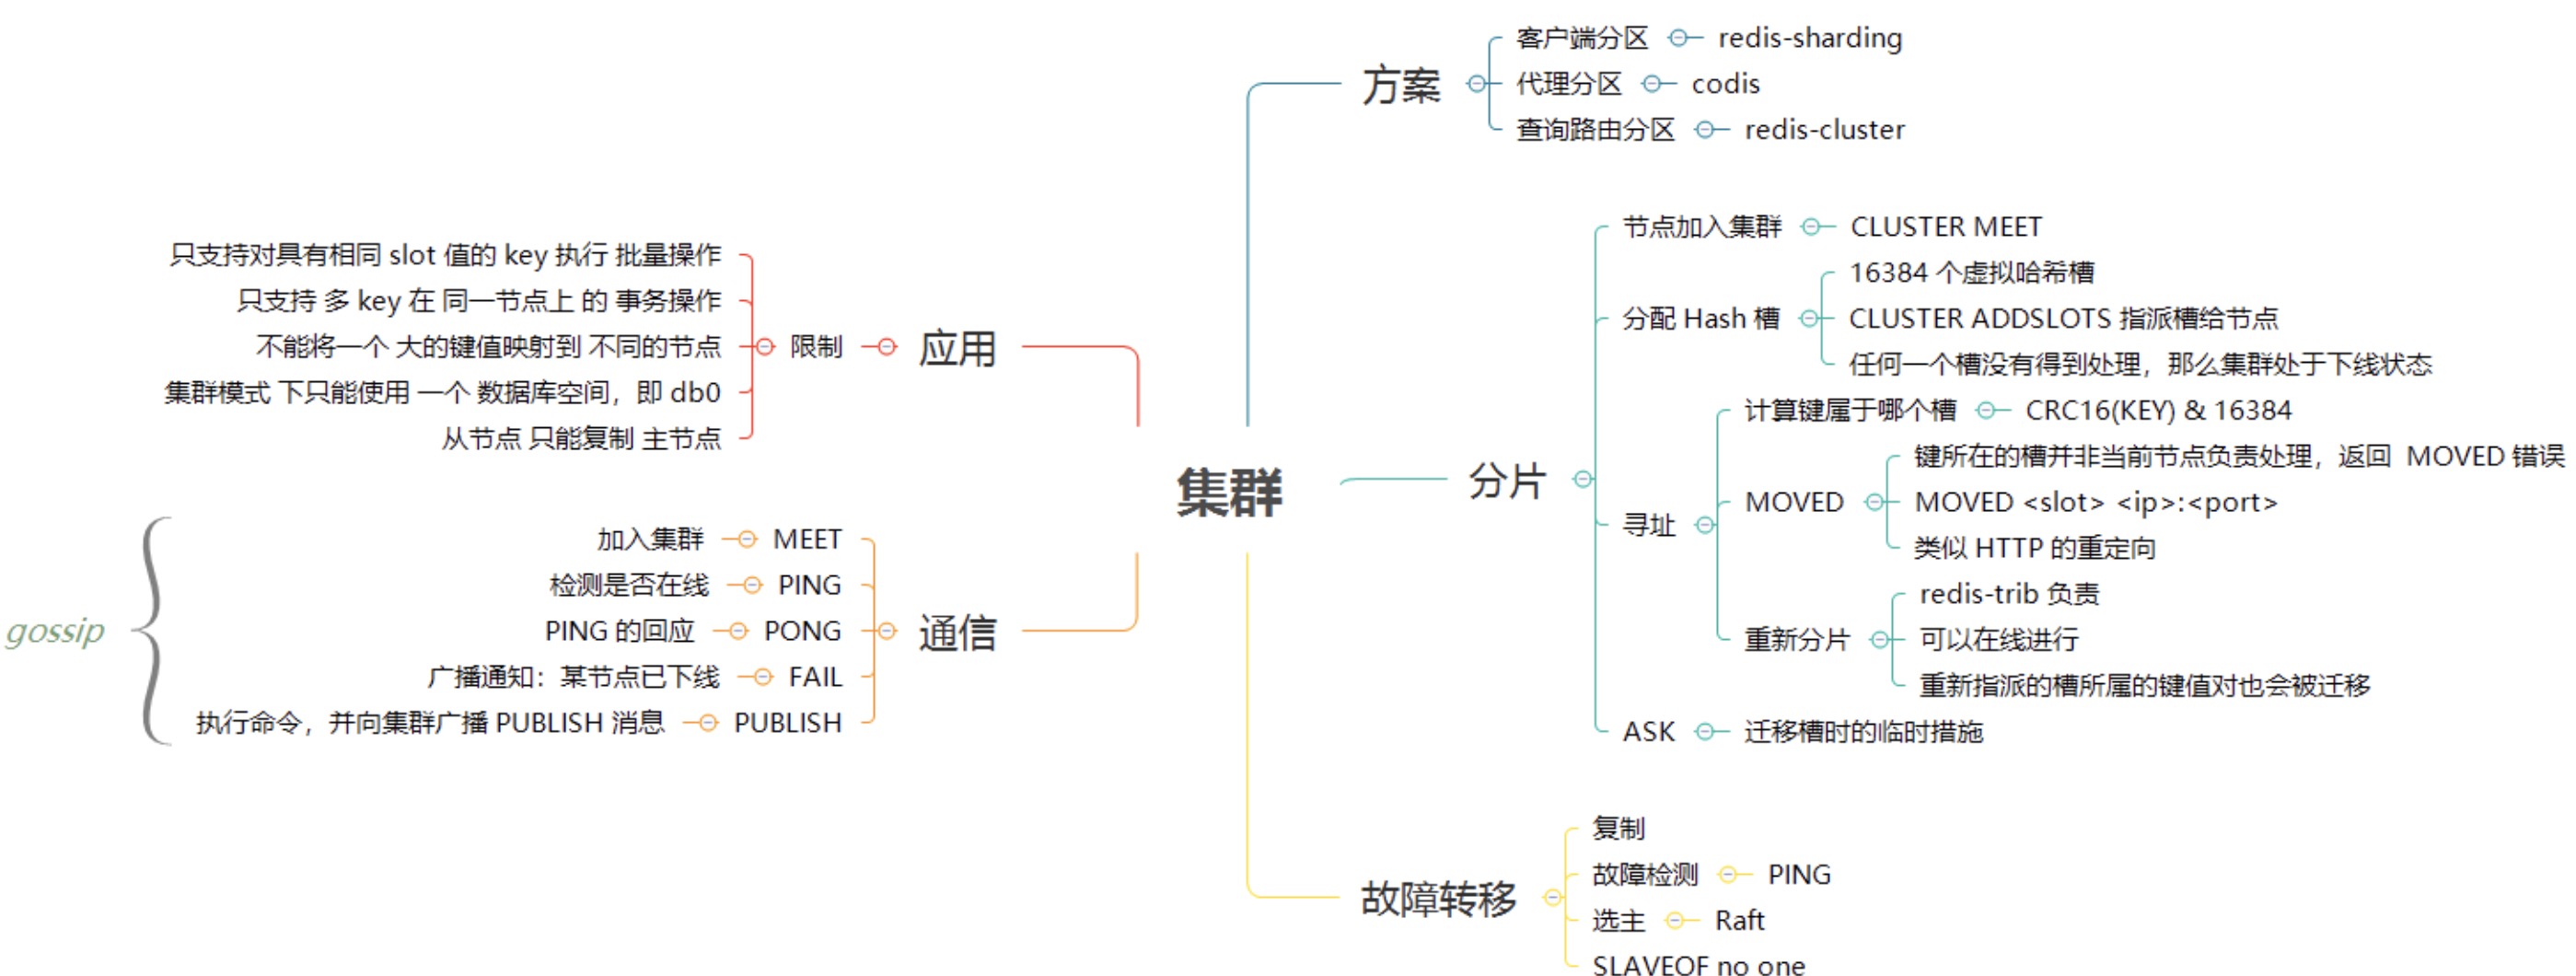 集群
方案
客户端分区
redis-sharding
代理分区
codis
查询路由分区
redis-cluster
分片
节点加入集群
CLUSTER MEET
分配 Hash 槽
16384 个虚拟哈希槽
CLUSTER ADDSLOTS 指派槽给节点
任何一个槽没有得到处理，那么集群处于下线状态
寻址
计算键属于哪个槽
CRC16(KEY) & 16384
MOVED
键所在的槽并非当前节点负责处理，返回 MOVED 错误
MOVED <slot> <ip>:<port>
类似 HTTP 的重定向
重新分片
redis-trib 负责
可以在线进行
重新指派的槽所属的键值对也会被迁移
ASK
迁移槽时的临时措施
故障转移
复制
故障检测
PING
选主
Raft
SLAVEOF no one
应用
限制
只支持对具有相同 slot 值的 key 执行 批量操作
只支持 多 key 在 同一节点上 的 事务操作
不能将一个 大的键值映射到 不同的节点
集群模式 下只能使用 一个 数据库空间，即 db0
从节点 只能复制 主节点
通信
MEET
加入集群
PING
检测是否在线
PONG
PING 的回应
FAIL
广播通知：某节点已下线
PUBLISH
执行命令，并向集群广播 PUBLISH 消息
gossip